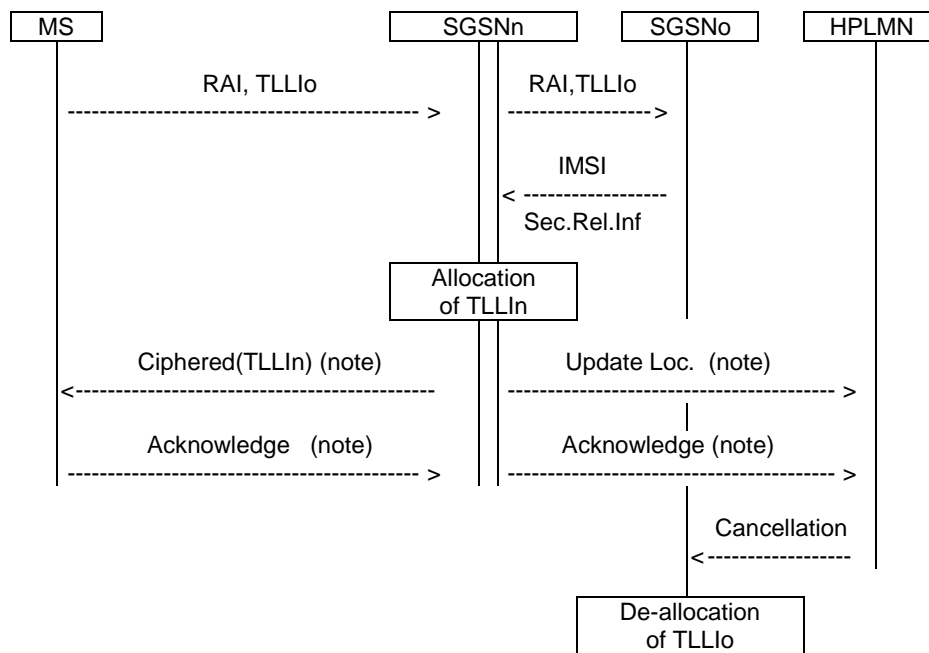 MS
SGSNn
SGSNo
HPLMN
RAI, TLLIo
RAI,TLLIo
IMSI
Sec.Rel.Inf
Allocation
of TLLIn
Ciphered(TLLIn) (note)
Update Loc. (note)
Acknowledge (note)
Acknowledge (note)
Cancellation
De-allocation
of TLLIo